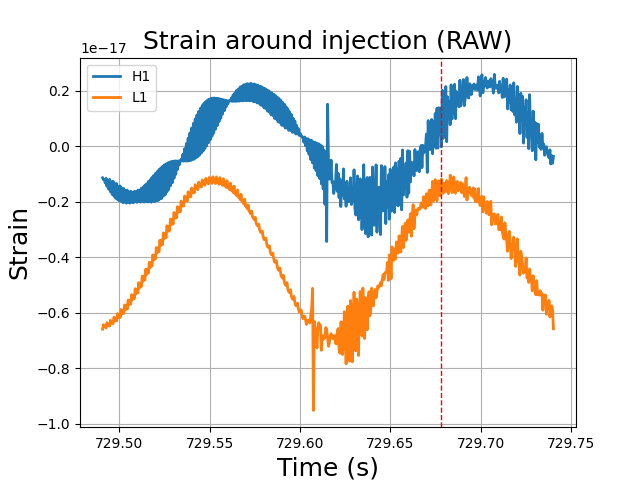 Strain around injection (RAW)
1e−17
H1
L1
0.2
0.0
−0.2
−0.4
−0.6
−0.8
−1.0
Strain
729.50 729.55 729.60 729.65 729.70 729.75
Time (s)